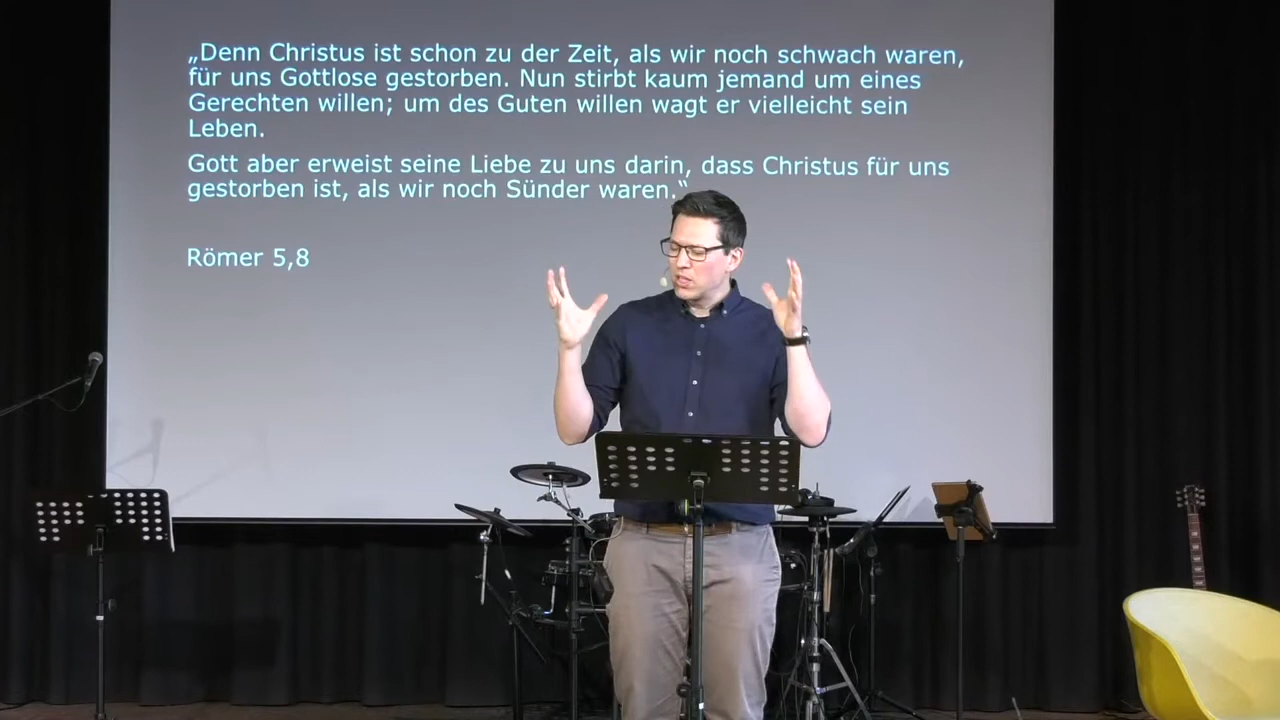 „Denn Christus ist schon zu der Zeit, als wir noch schwach waren,
für uns Gottlose gestorben. Nun stirbt kaum jemand um eines
Gerechten willen; um des Guten willen wagt er vielleicht sein
Leben.
Gott aber erweist seine Liebe zu uns darin, dass Christus für uns
gestorben ist, als wir noch Sünder waren.“
Römer 5,8